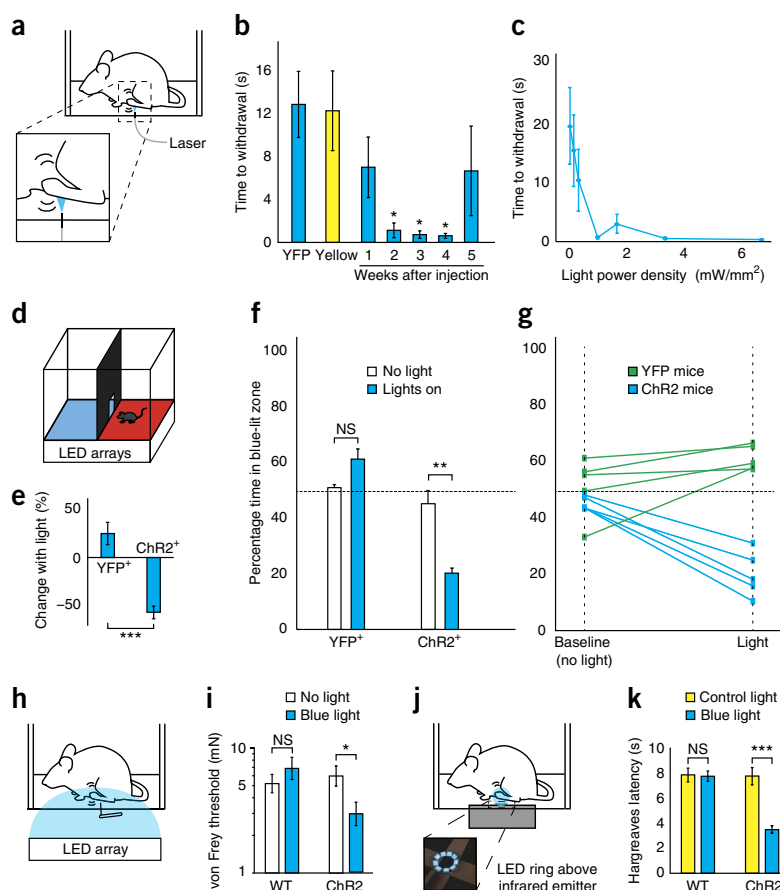 a
Laser
b
Time to withdrawal (s)
16
12
8
4
0
* * *
YFP Yellow 1 2 3 4 5
Weeks after injection
c
Time to withdrawal (s)
30
20
10
0
0 2 4 6
Light power density (mW/mm²)
d
LED arrays
e
Change with light (%)
50
0
−50
YFP⁺
ChR2⁺
***
f
Percentage time in blue-lit zone
100
80
60
40
20
0
No light
Lights on
NS
**
YFP⁺ ChR2⁺
g
100
80
60
40
20
0
YFP mice
ChR2 mice
Baseline
(no light)
Light
h
LED array
i
No light
Blue light
von Frey threshold (mN)
10
5
1
NS
*
WT ChR2
j
LED ring above
infrared emitter
k
Control light
Blue light
Hargreaves latency (s)
8
6
4
2
0
NS
***
WT ChR2